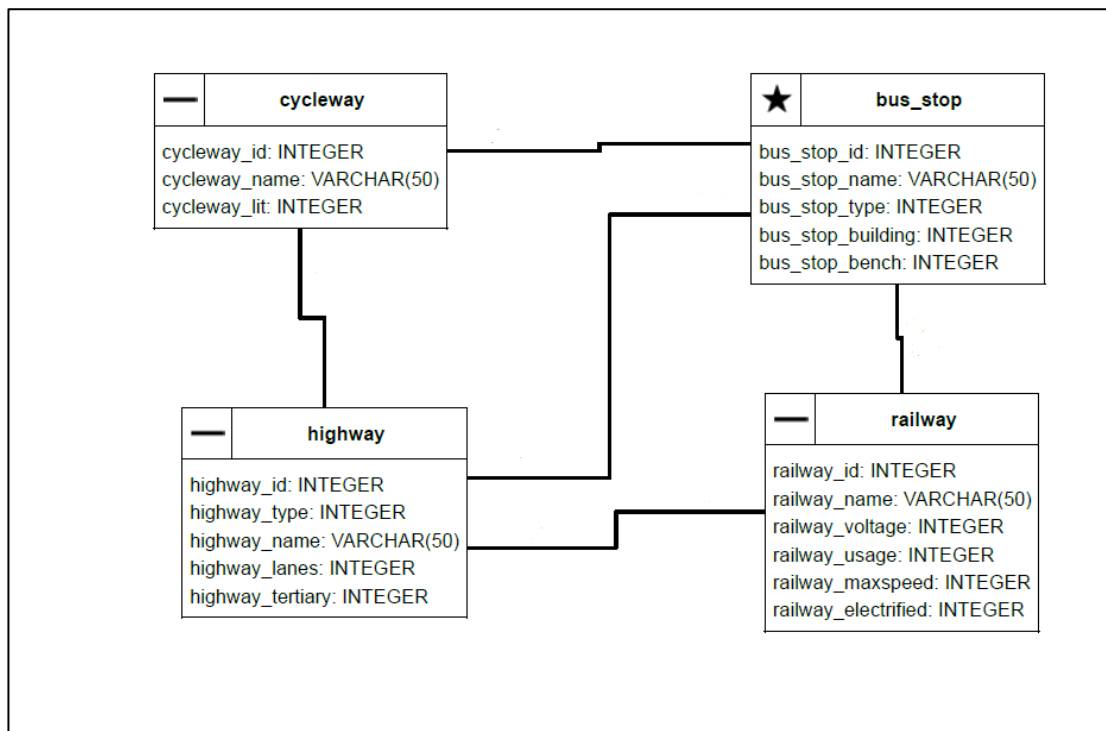 cycleway
cycleway_id: INTEGER
cycleway_name: VARCHAR(50)
cycleway_lit: INTEGER
bus_stop
bus_stop_id: INTEGER
bus_stop_name: VARCHAR(50)
bus_stop_type: INTEGER
bus_stop_building: INTEGER
bus_stop_bench: INTEGER
highway
highway_id: INTEGER
highway_type: INTEGER
highway_name: VARCHAR(50)
highway_lanes: INTEGER
highway_tertiary: INTEGER
railway
railway_id: INTEGER
railway_name: VARCHAR(50)
railway_voltage: INTEGER
railway_usage: INTEGER
railway_maxspeed: INTEGER
railway_electrified: INTEGER